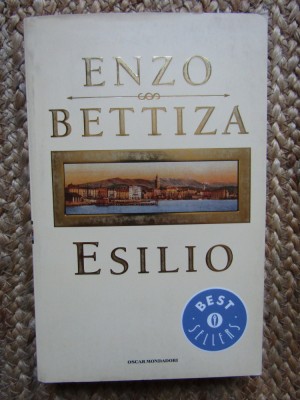 ENZO
BETTIZA
ESILIO
BEST
SELLERS
OSCAR MONDADORI